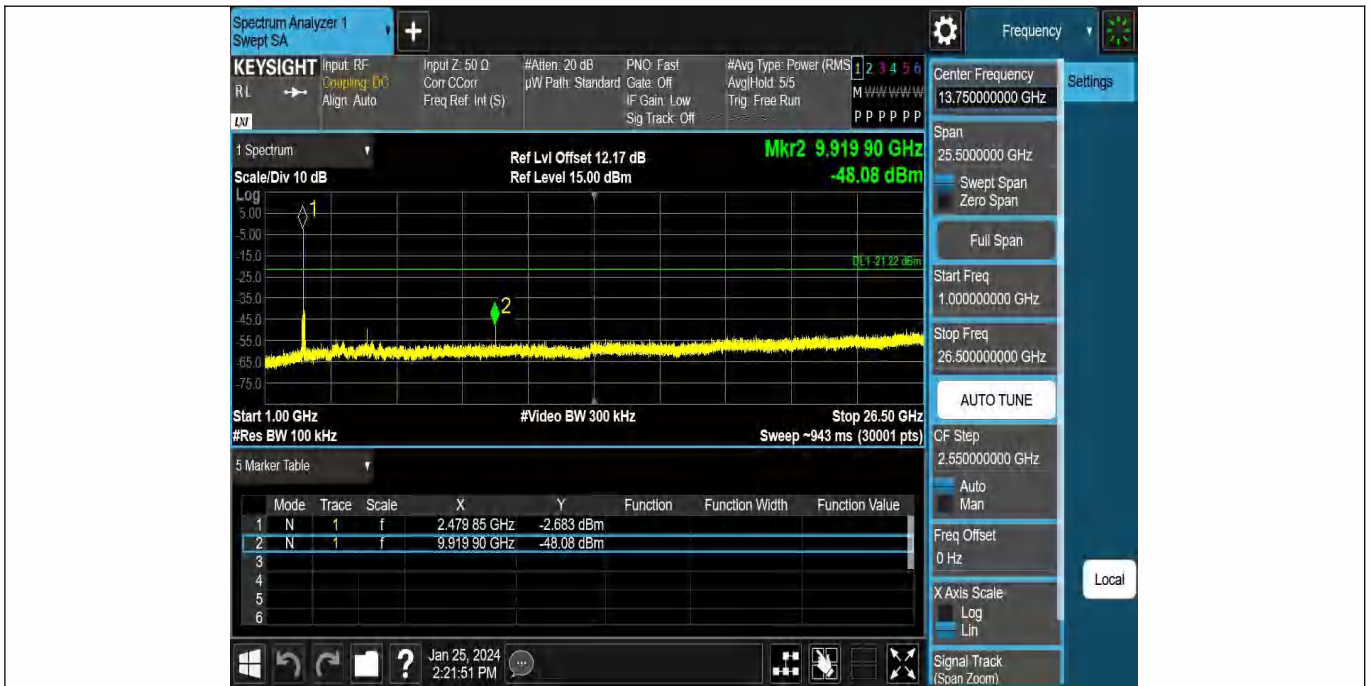 Spectrum Analyzer 1
Swept SA
+
Frequency
KEYSIGHT
RL
LXI
Input: RF
Coupling: DC
Align: Auto
Input Z: 50 Ω
Corr CCorr
Freq Ref: Int (S)
#Atten: 20 dB
µW Path: Standard
PNO: Fast
Gate: Off
IF Gain: Low
Sig Track: Off
#Avg Type: Power (RMS
Avg|Hold: 5/5
Trig: Free Run
1 2 3 4 5 6
M W W W W W
P P P P P P
1 Spectrum
Scale/Div 10 dB
Ref Lvl Offset 12.17 dB
Ref Level 15.00 dBm
Mkr2 9.919 90 GHz
-48.08 dBm
Log
5.00
-5.00
-15.0
-25.0
-35.0
-45.0
-55.0
-65.0
-75.0
1
2
DL1 -21.22 dBm
Start 1.00 GHz
#Res BW 100 kHz
#Video BW 300 kHz
Stop 26.50 GHz
Sweep ~943 ms (30001 pts)
5 Marker Table
Mode Trace Scale X Y Function Function Width Function Value
1 N 1 f 2.479 85 GHz -2.683 dBm
2 N 1 f 9.919 90 GHz -48.08 dBm
3
4
5
6
Jan 25, 2024
2:21:51 PM
?
Center Frequency
13.750000000 GHz
Settings
Span
25.5000000 GHz
Swept Span
Zero Span
Full Span
Start Freq
1.000000000 GHz
Stop Freq
26.500000000 GHz
AUTO TUNE
CF Step
2.550000000 GHz
Auto
Man
Freq Offset
0 Hz
Local
X Axis Scale
Log
Lin
Signal Track
(Span Zoom)